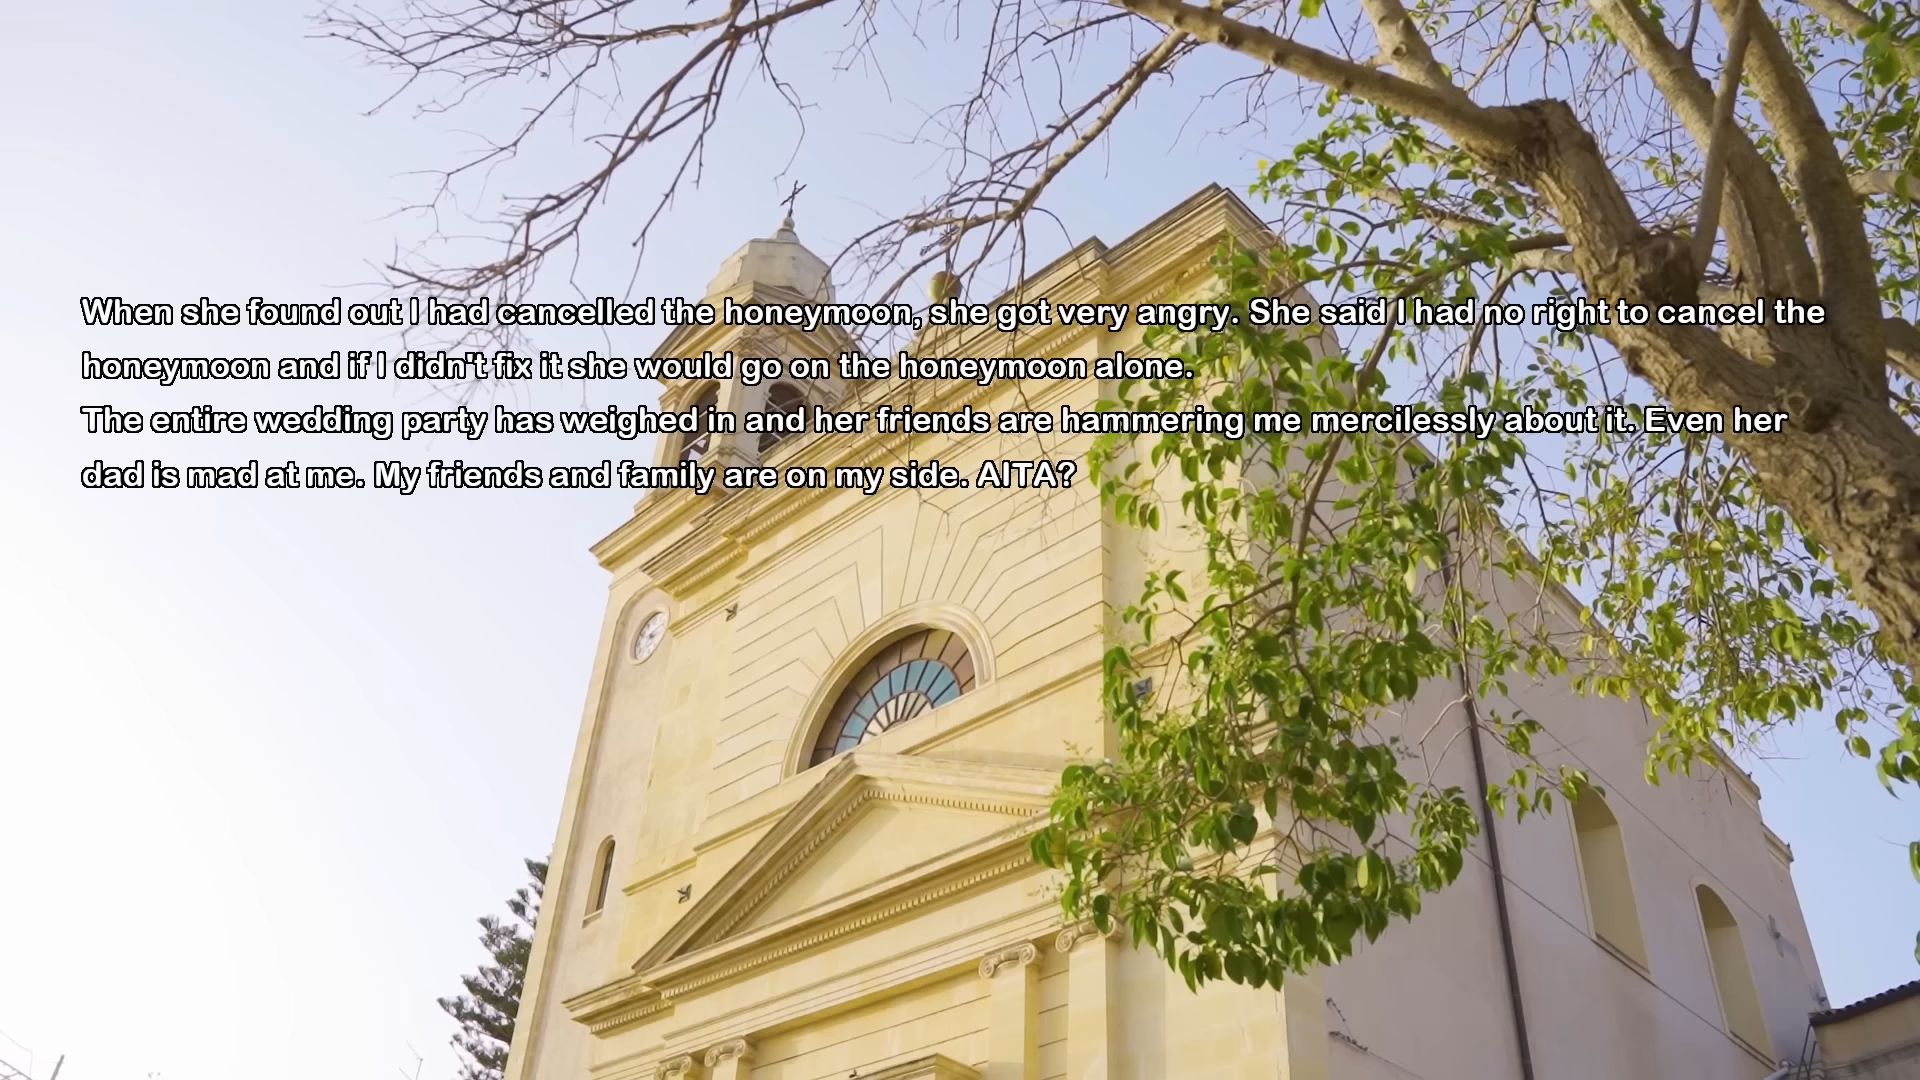 When she found out I had cancelled the honeymoon, she got very angry. She said I had no right to cancel the
honeymoon and if I didn't fix it she would go on the honeymoon alone.
The entire wedding party has weighed in and her friends are hammering me mercilessly about it. Even her
dad is mad at me. My friends and family are on my side. AITA?